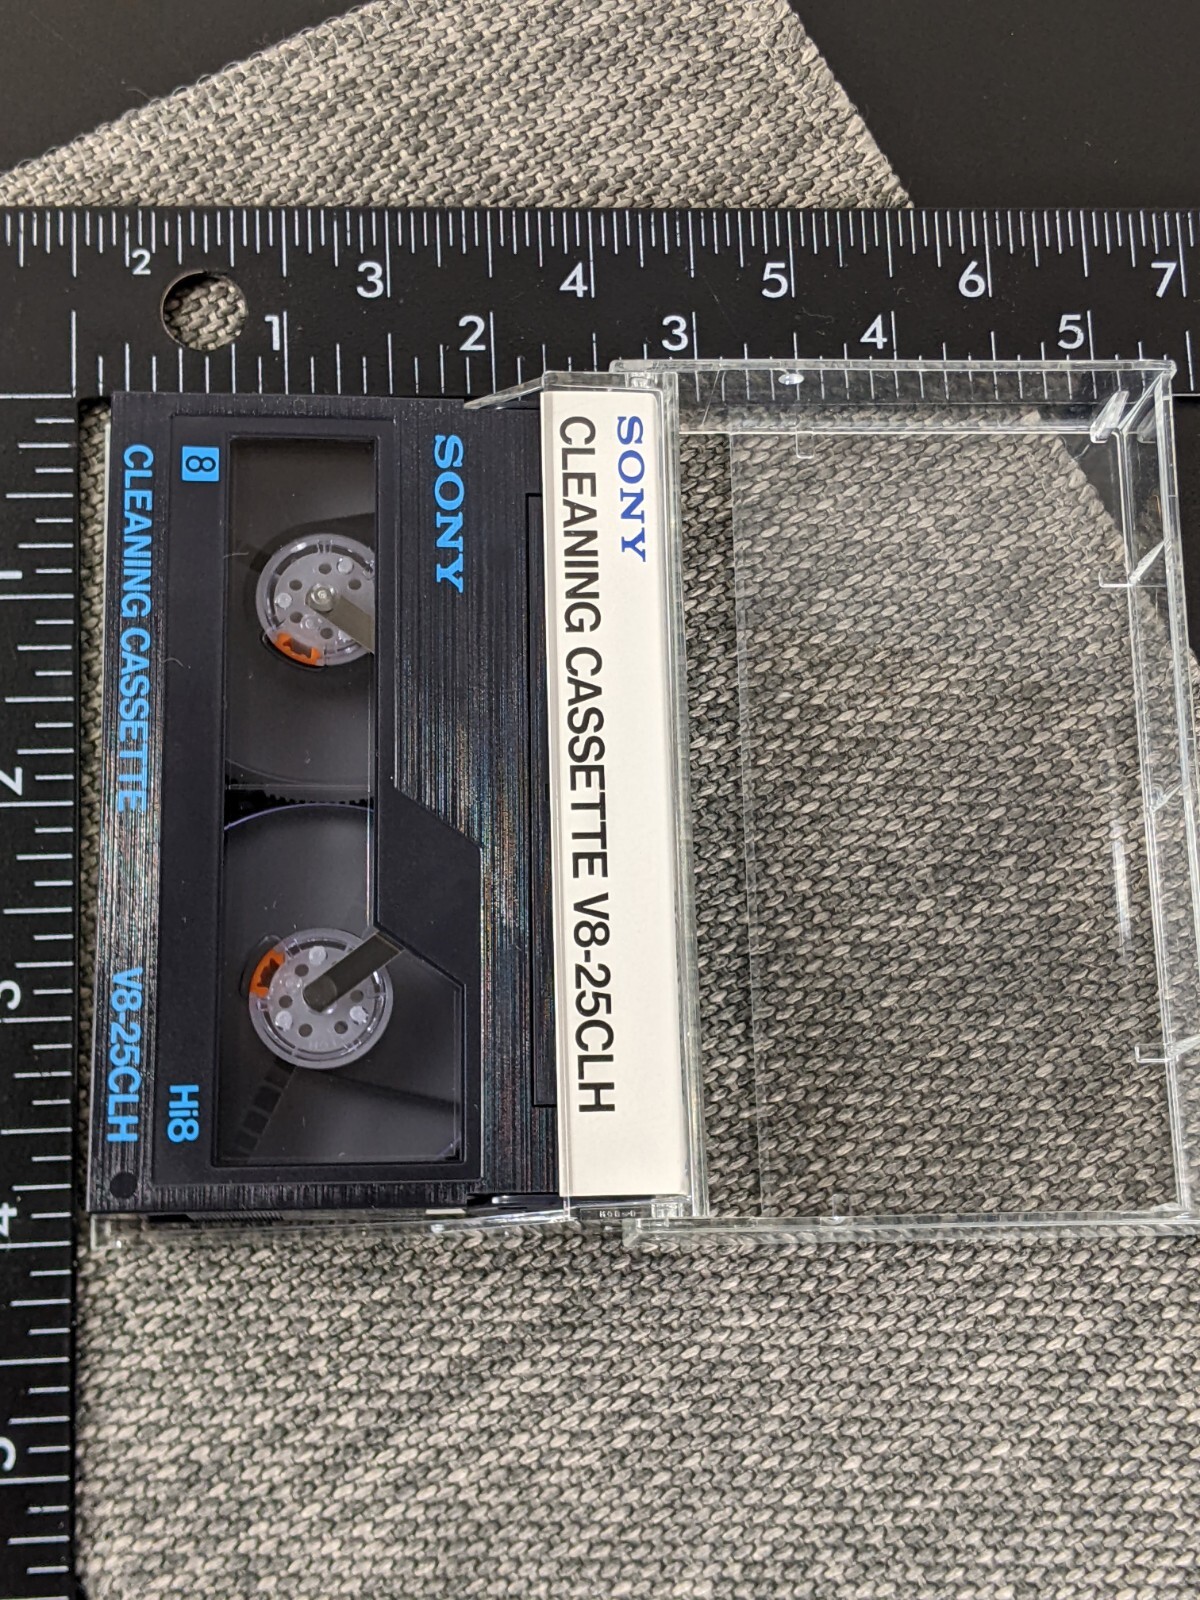 2 3 4 5 6 7
1 2 3 4 5
2
3
4
5
SONY
CLEANING CASSETTE V8-25CLH
SONY
8
Hi8
CLEANING CASSETTE V8-25CLH